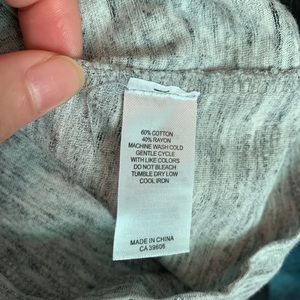 60% COTTON
40% RAYON
MACHINE WASH COLD
GENTLE CYCLE
WITH LIKE COLORS
DO NOT BLEACH
TUMBLE DRY LOW
COOL IRON
MADE IN CHINA
CA 39606